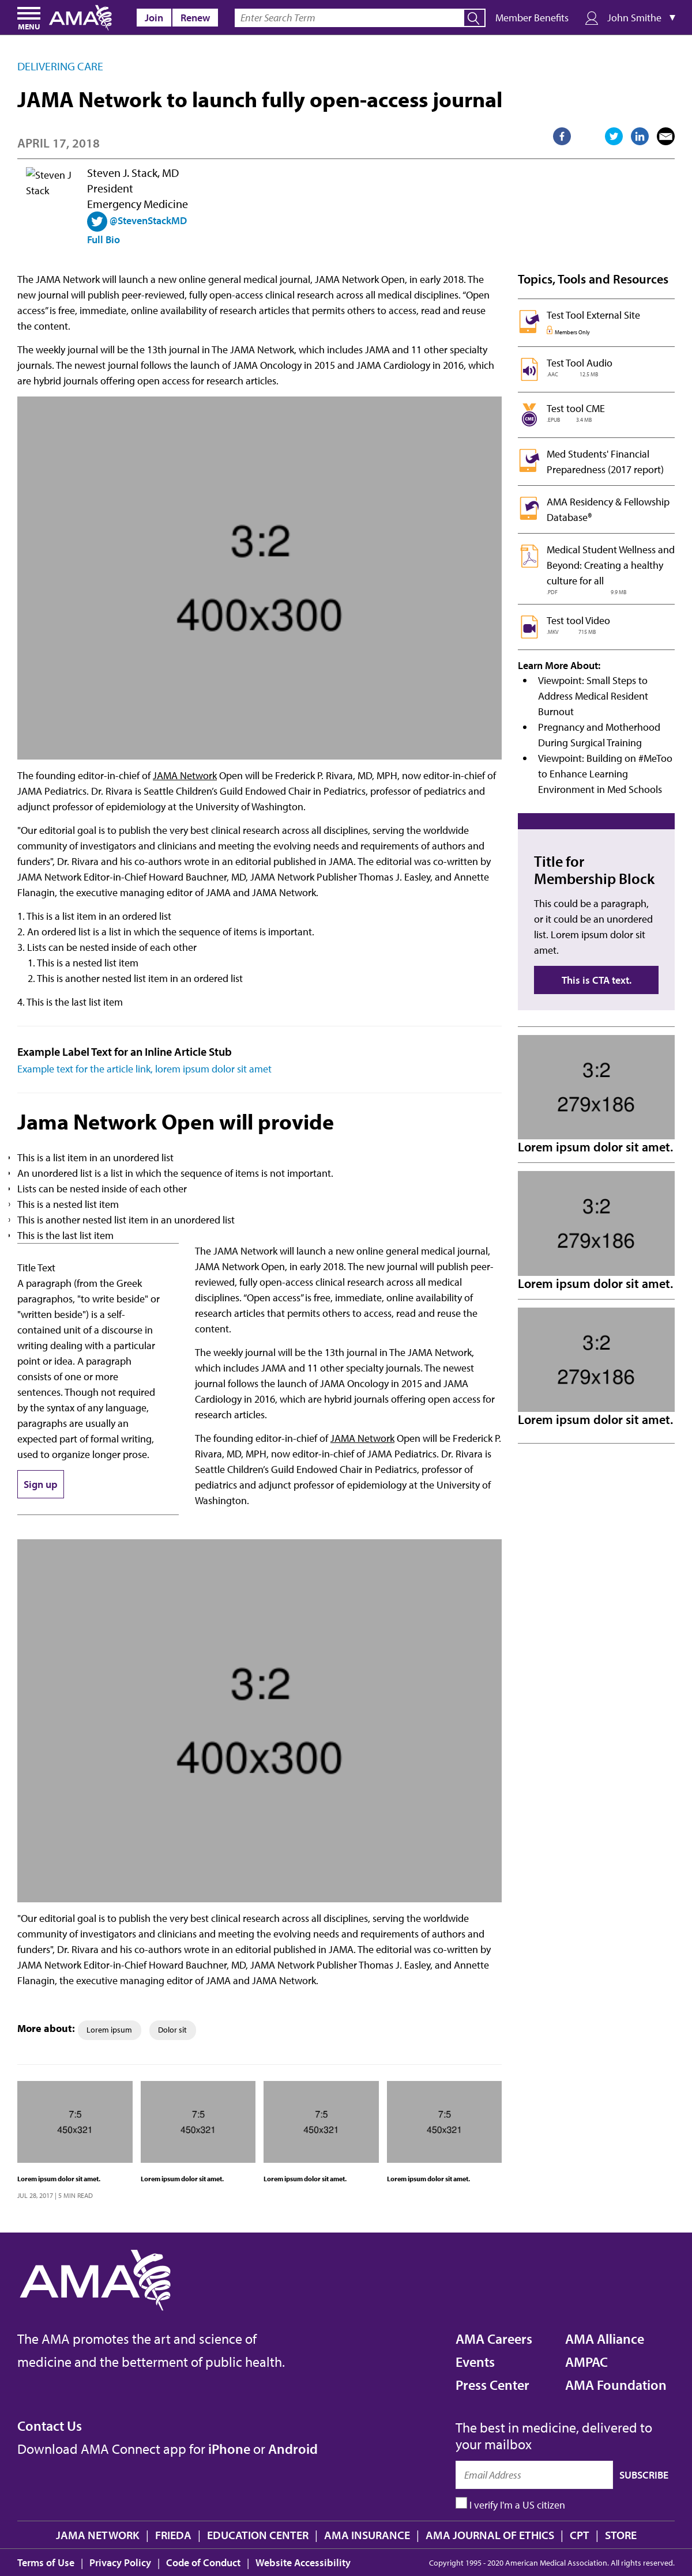 MENU
AMA
Join
Renew
Enter Search Term
Member Benefits
John Smithe ▼
DELIVERING CARE
JAMA Network to launch fully open-access journal
APRIL 17, 2018
Steven J Stack
Steven J. Stack, MD
President
Emergency Medicine
@StevenStackMD
Full Bio
The JAMA Network will launch a new online general medical journal, JAMA Network Open, in early 2018. The
new journal will publish peer-reviewed, fully open-access clinical research across all medical disciplines. “Open
access” is free, immediate, online availability of research articles that permits others to access, read and reuse
the content.
The weekly journal will be the 13th journal in The JAMA Network, which includes JAMA and 11 other specialty
journals. The newest journal follows the launch of JAMA Oncology in 2015 and JAMA Cardiology in 2016, which
are hybrid journals offering open access for research articles.
3:2
400x300
The founding editor-in-chief of JAMA Network Open will be Frederick P. Rivara, MD, MPH, now editor-in-chief of
JAMA Pediatrics. Dr. Rivara is Seattle Children’s Guild Endowed Chair in Pediatrics, professor of pediatrics and
adjunct professor of epidemiology at the University of Washington.
"Our editorial goal is to publish the very best clinical research across all disciplines, serving the worldwide
community of investigators and clinicians and meeting the evolving needs and requirements of authors and
funders", Dr. Rivara and his co-authors wrote in an editorial published in JAMA. The editorial was co-written by
JAMA Network Editor-in-Chief Howard Bauchner, MD, JAMA Network Publisher Thomas J. Easley, and Annette
Flanagin, the executive managing editor of JAMA and JAMA Network.
1. This is a list item in an ordered list
2. An ordered list is a list in which the sequence of items is important.
3. Lists can be nested inside of each other
1. This is a nested list item
2. This is another nested list item in an ordered list
4. This is the last list item
Example Label Text for an Inline Article Stub
Example text for the article link, lorem ipsum dolor sit amet
Jama Network Open will provide
This is a list item in an unordered list
An unordered list is a list in which the sequence of items is not important.
Lists can be nested inside of each other
This is a nested list item
This is another nested list item in an unordered list
This is the last list item
Title Text
A paragraph (from the Greek
paragraphos, "to write beside" or
"written beside") is a self-
contained unit of a discourse in
writing dealing with a particular
point or idea. A paragraph
consists of one or more
sentences. Though not required
by the syntax of any language,
paragraphs are usually an
expected part of formal writing,
used to organize longer prose.
Sign up
The JAMA Network will launch a new online general medical journal,
JAMA Network Open, in early 2018. The new journal will publish peer-
reviewed, fully open-access clinical research across all medical
disciplines. “Open access” is free, immediate, online availability of
research articles that permits others to access, read and reuse the
content.
The weekly journal will be the 13th journal in The JAMA Network,
which includes JAMA and 11 other specialty journals. The newest
journal follows the launch of JAMA Oncology in 2015 and JAMA
Cardiology in 2016, which are hybrid journals offering open access for
research articles.
The founding editor-in-chief of JAMA Network Open will be Frederick P.
Rivara, MD, MPH, now editor-in-chief of JAMA Pediatrics. Dr. Rivara is
Seattle Children’s Guild Endowed Chair in Pediatrics, professor of
pediatrics and adjunct professor of epidemiology at the University of
Washington.
3:2
400x300
"Our editorial goal is to publish the very best clinical research across all disciplines, serving the worldwide
community of investigators and clinicians and meeting the evolving needs and requirements of authors and
funders", Dr. Rivara and his co-authors wrote in an editorial published in JAMA. The editorial was co-written by
JAMA Network Editor-in-Chief Howard Bauchner, MD, JAMA Network Publisher Thomas J. Easley, and Annette
Flanagin, the executive managing editor of JAMA and JAMA Network.
More about: Lorem ipsum Dolor sit
7:5
450x321
Lorem ipsum dolor sit amet.
JUL 28, 2017 | 5 MIN READ
7:5
450x321
Lorem ipsum dolor sit amet.
7:5
450x321
Lorem ipsum dolor sit amet.
7:5
450x321
Lorem ipsum dolor sit amet.
Topics, Tools and Resources
Test Tool External Site
Members Only
Test Tool Audio
.AAC 12.5 MB
Test tool CME
CME
.EPUB 3.4 MB
Med Students' Financial
Preparedness (2017 report)
AMA Residency & Fellowship
Database®
Medical Student Wellness and
Beyond: Creating a healthy
culture for all
.PDF 9.9 MB
Test tool Video
.MKV 715 MB
Learn More About:
Viewpoint: Small Steps to
Address Medical Resident
Burnout
Pregnancy and Motherhood
During Surgical Training
Viewpoint: Building on #MeToo
to Enhance Learning
Environment in Med Schools
Title for
Membership Block
This could be a paragraph,
or it could be an unordered
list. Lorem ipsum dolor sit
amet.
This is CTA text.
3:2
279x186
Lorem ipsum dolor sit amet.
3:2
279x186
Lorem ipsum dolor sit amet.
3:2
279x186
Lorem ipsum dolor sit amet.
AMA
The AMA promotes the art and science of
medicine and the betterment of public health.
AMA Careers
Events
Press Center
AMA Alliance
AMPAC
AMA Foundation
Contact Us
Download AMA Connect app for iPhone or Android
The best in medicine, delivered to
your mailbox
Email Address
SUBSCRIBE
I verify I'm a US citizen
JAMA NETWORK | FRIEDA | EDUCATION CENTER | AMA INSURANCE | AMA JOURNAL OF ETHICS | CPT | STORE
Terms of Use | Privacy Policy | Code of Conduct | Website Accessibility
Copyright 1995 - 2020 American Medical Association. All rights reserved.